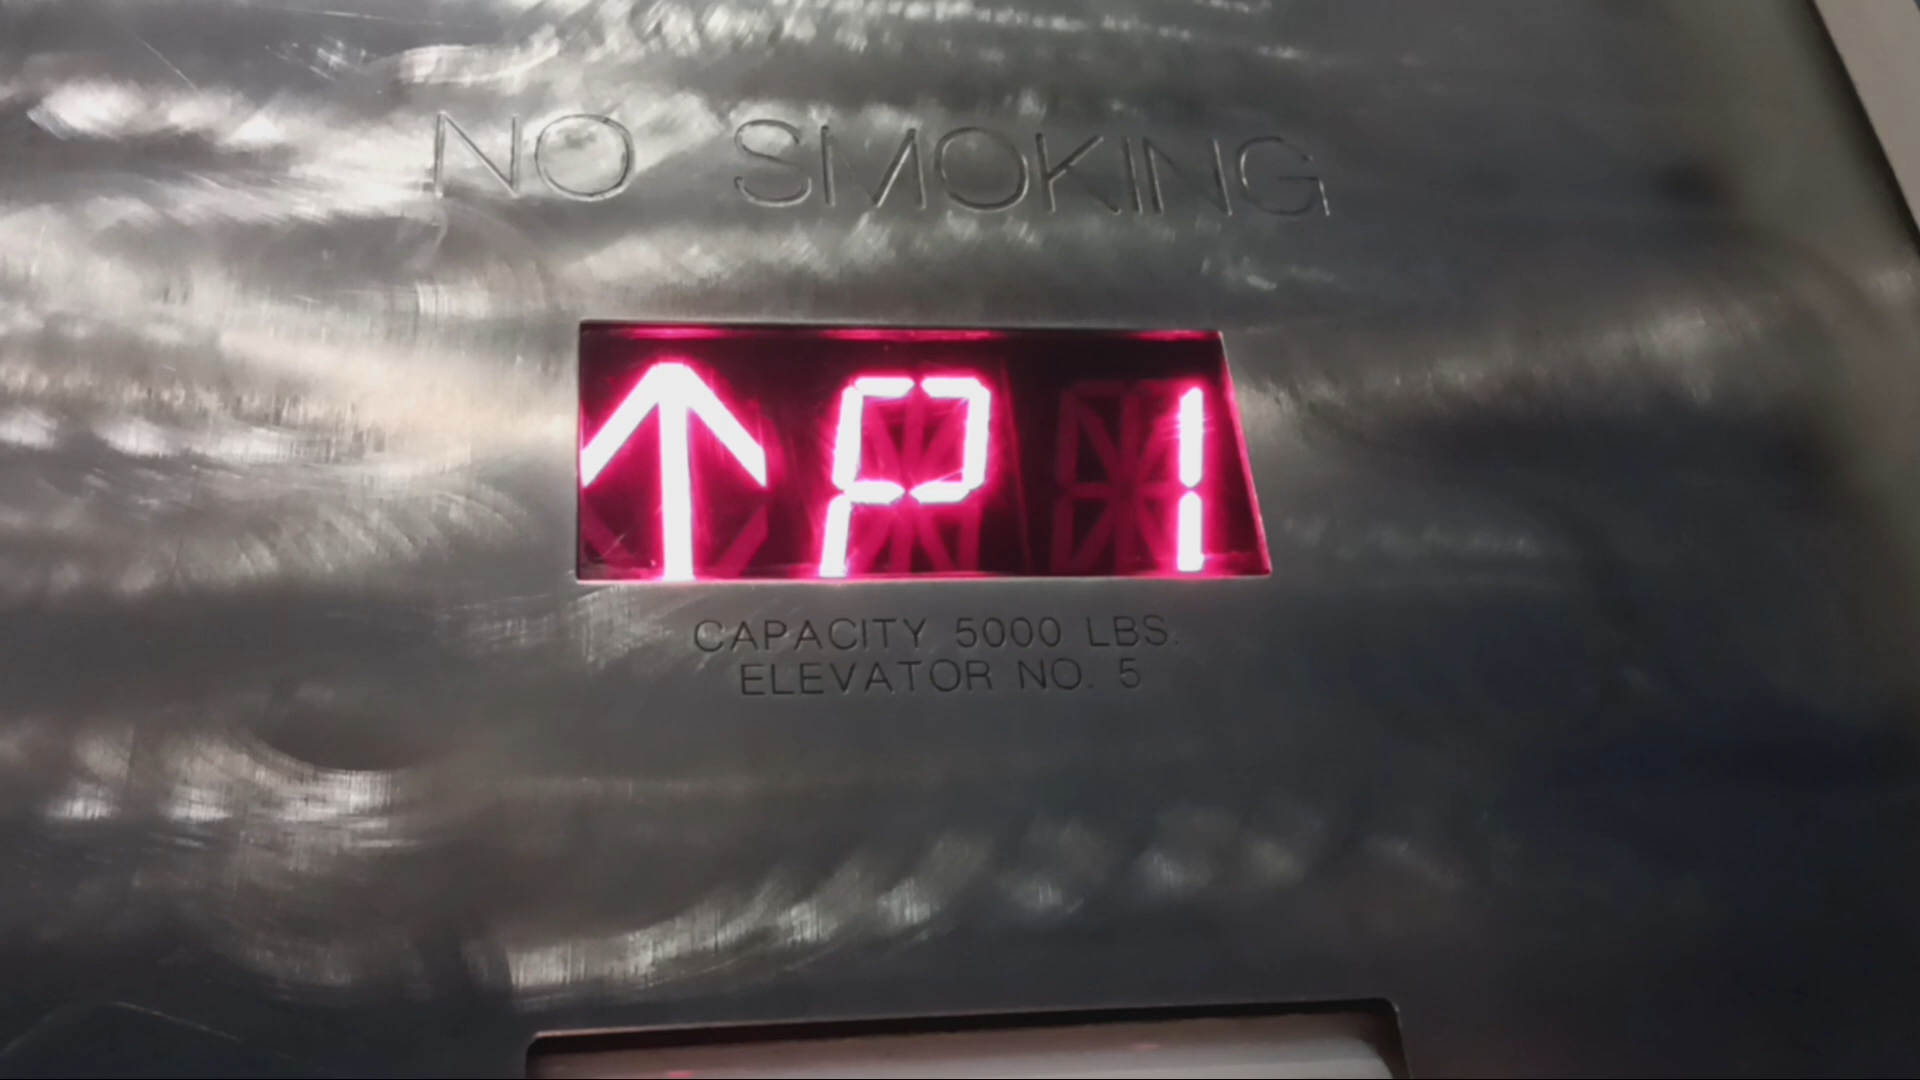 NO SMOKING
↑ P1
CAPACITY 5000 LBS.
ELEVATOR NO. 5